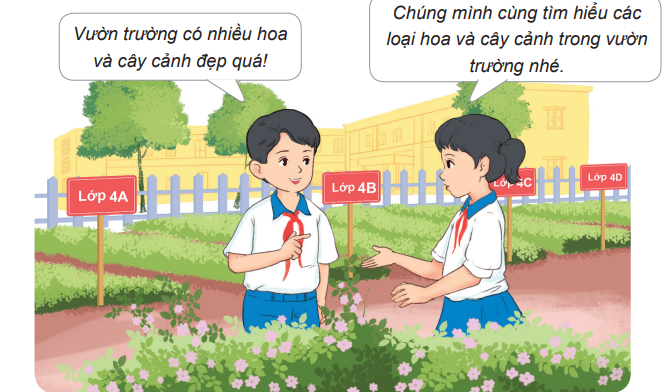 Vườn trường có nhiều hoa
và cây cảnh đẹp quá!
Chúng mình cùng tìm hiểu các
loại hoa và cây cảnh trong vườn
trường nhé.
Lớp 4A
Lớp 4B
Lớp 4C
Lớp 4D